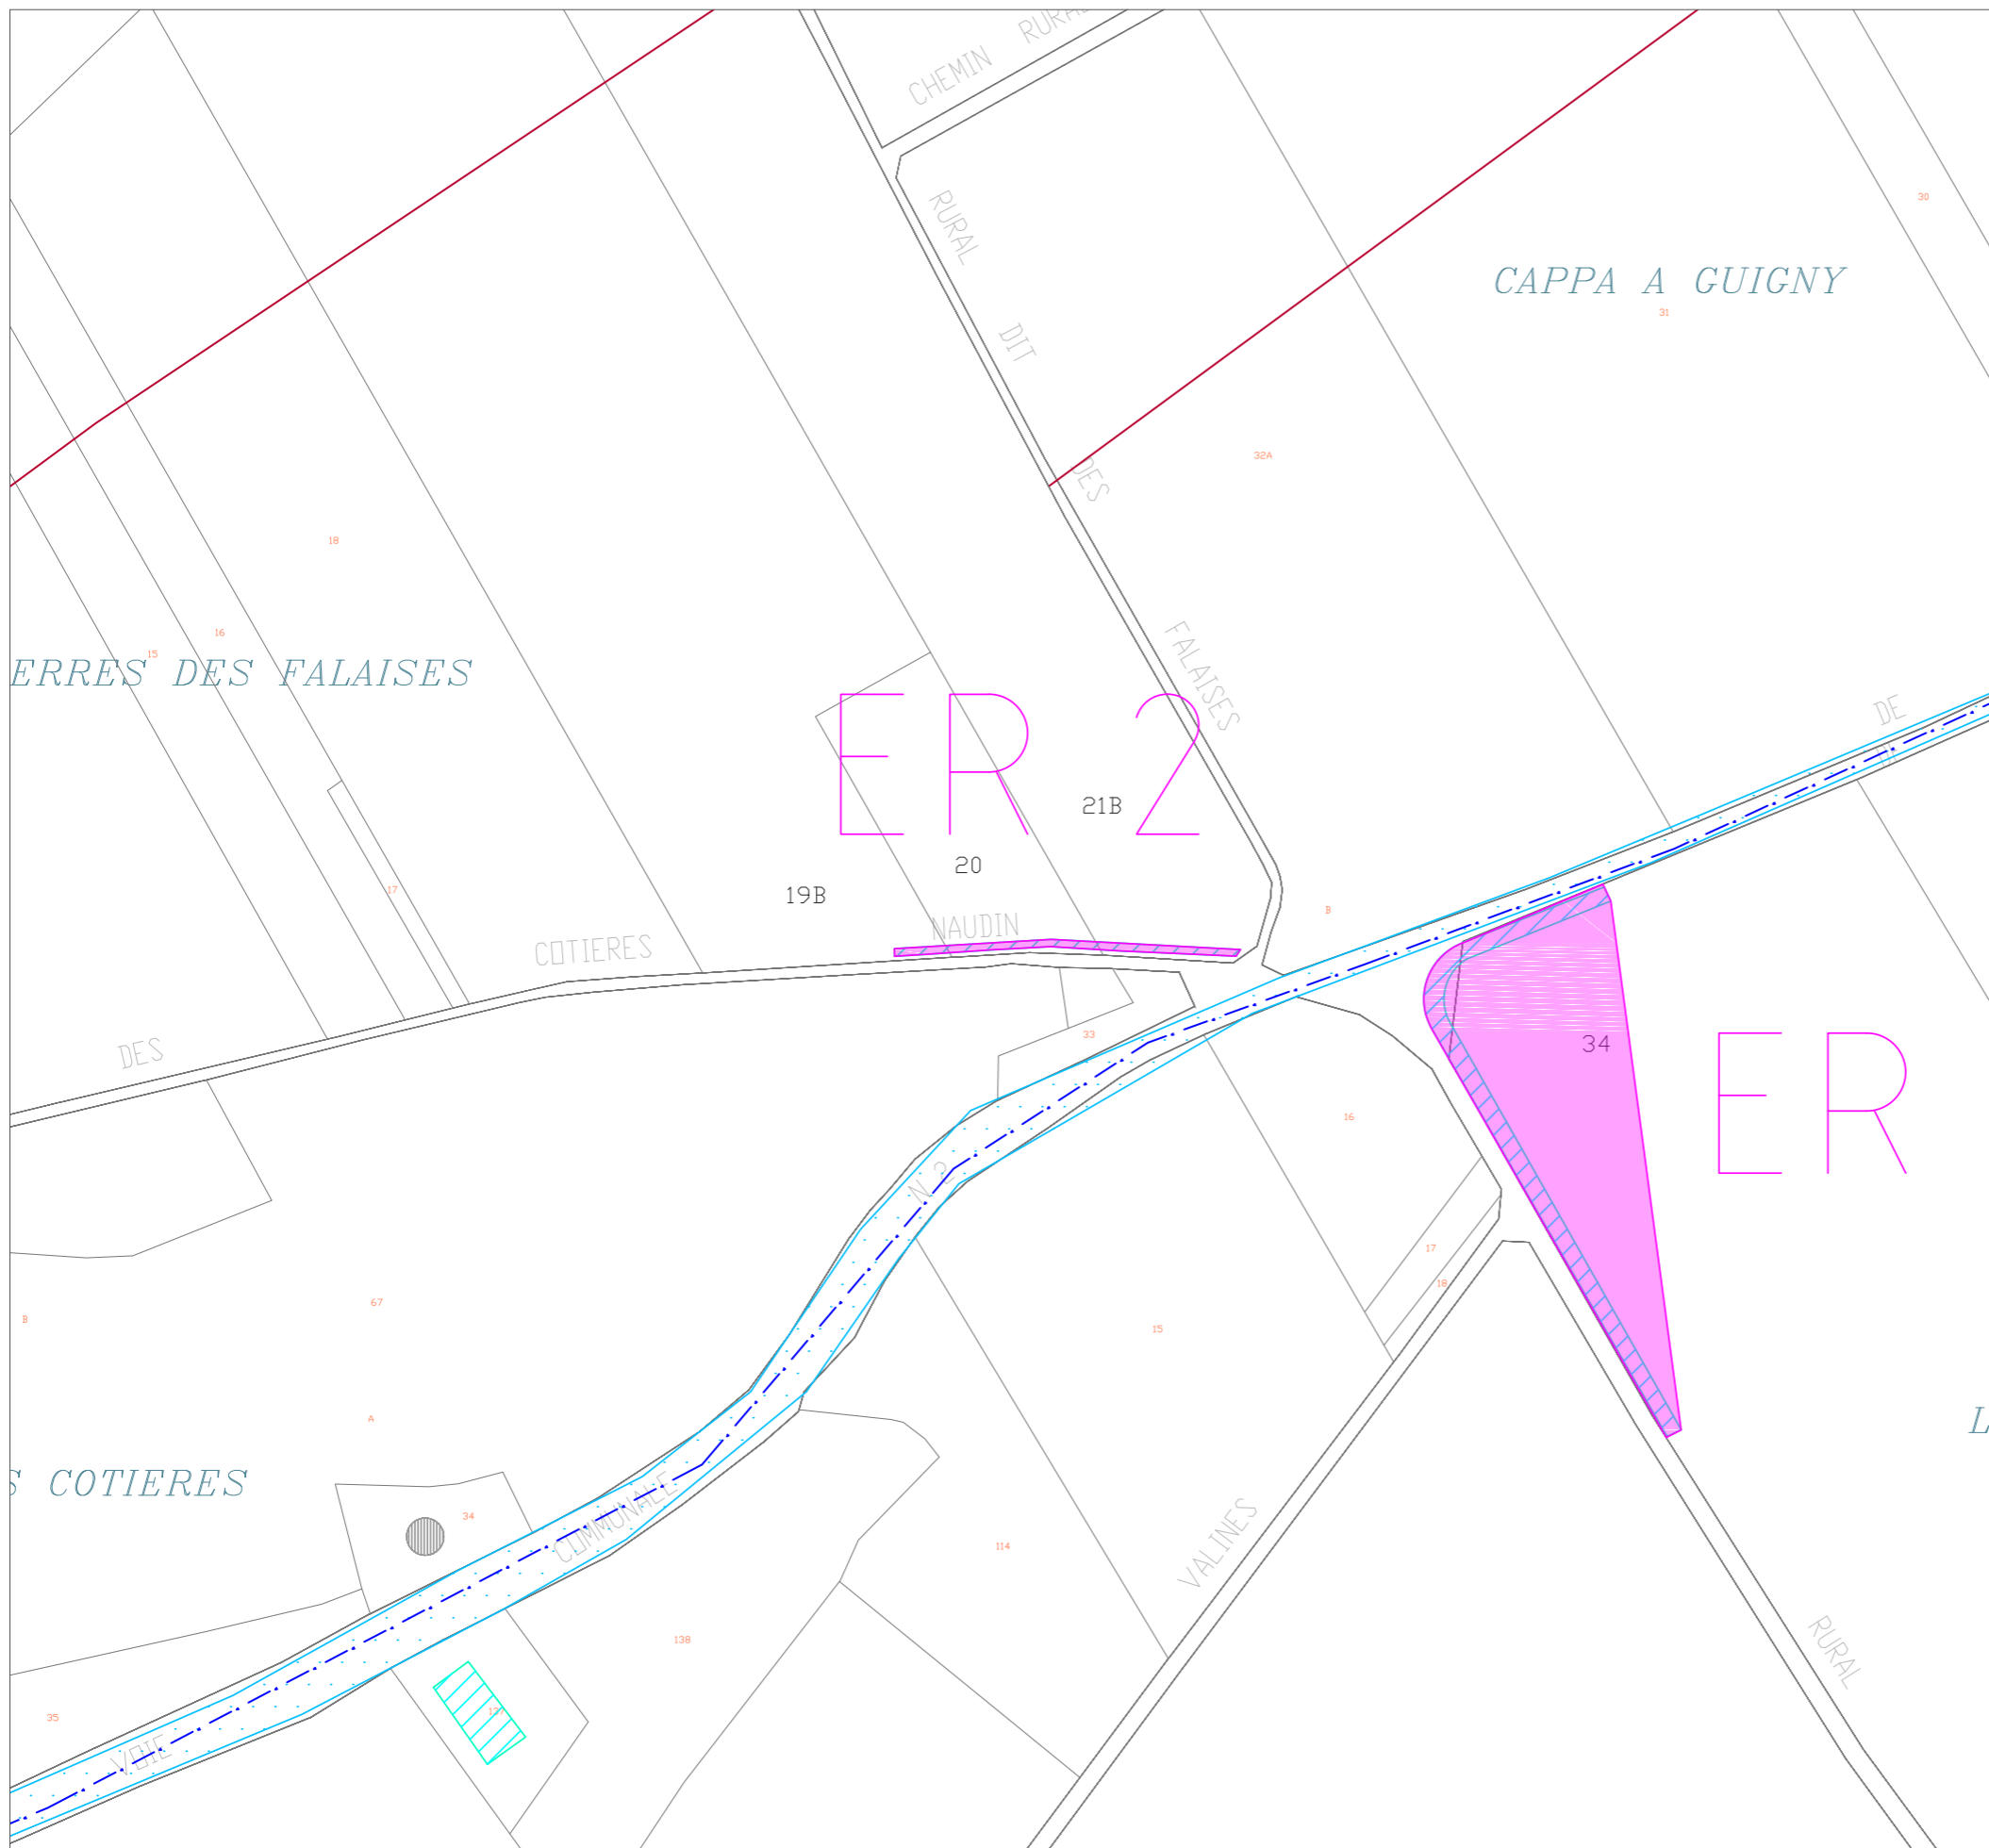 CHEMIN RURAL
RURAL DIT DES FALAISES
30
CAPPA A GUIGNY
31
32A
18
16
15
ERRES DES FALAISES
ER 2
21B
20
19B
17
DE
B
NAUDIN
COTIERES
DES
33
34
ER
16
17
18
15
N 2
67
B
A
S COTIERES
L
34
COMMUNALE
114
VALINES
138
137
35
VOIE
RURAL